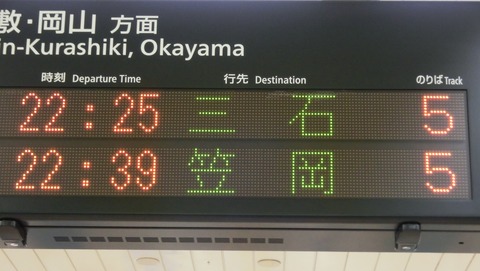 敷・岡山 方面
in-Kurashiki, Okayama
時刻 Departure Time 行先 Destination のりば Track
22:25 三石 5
22:39 笠岡 5